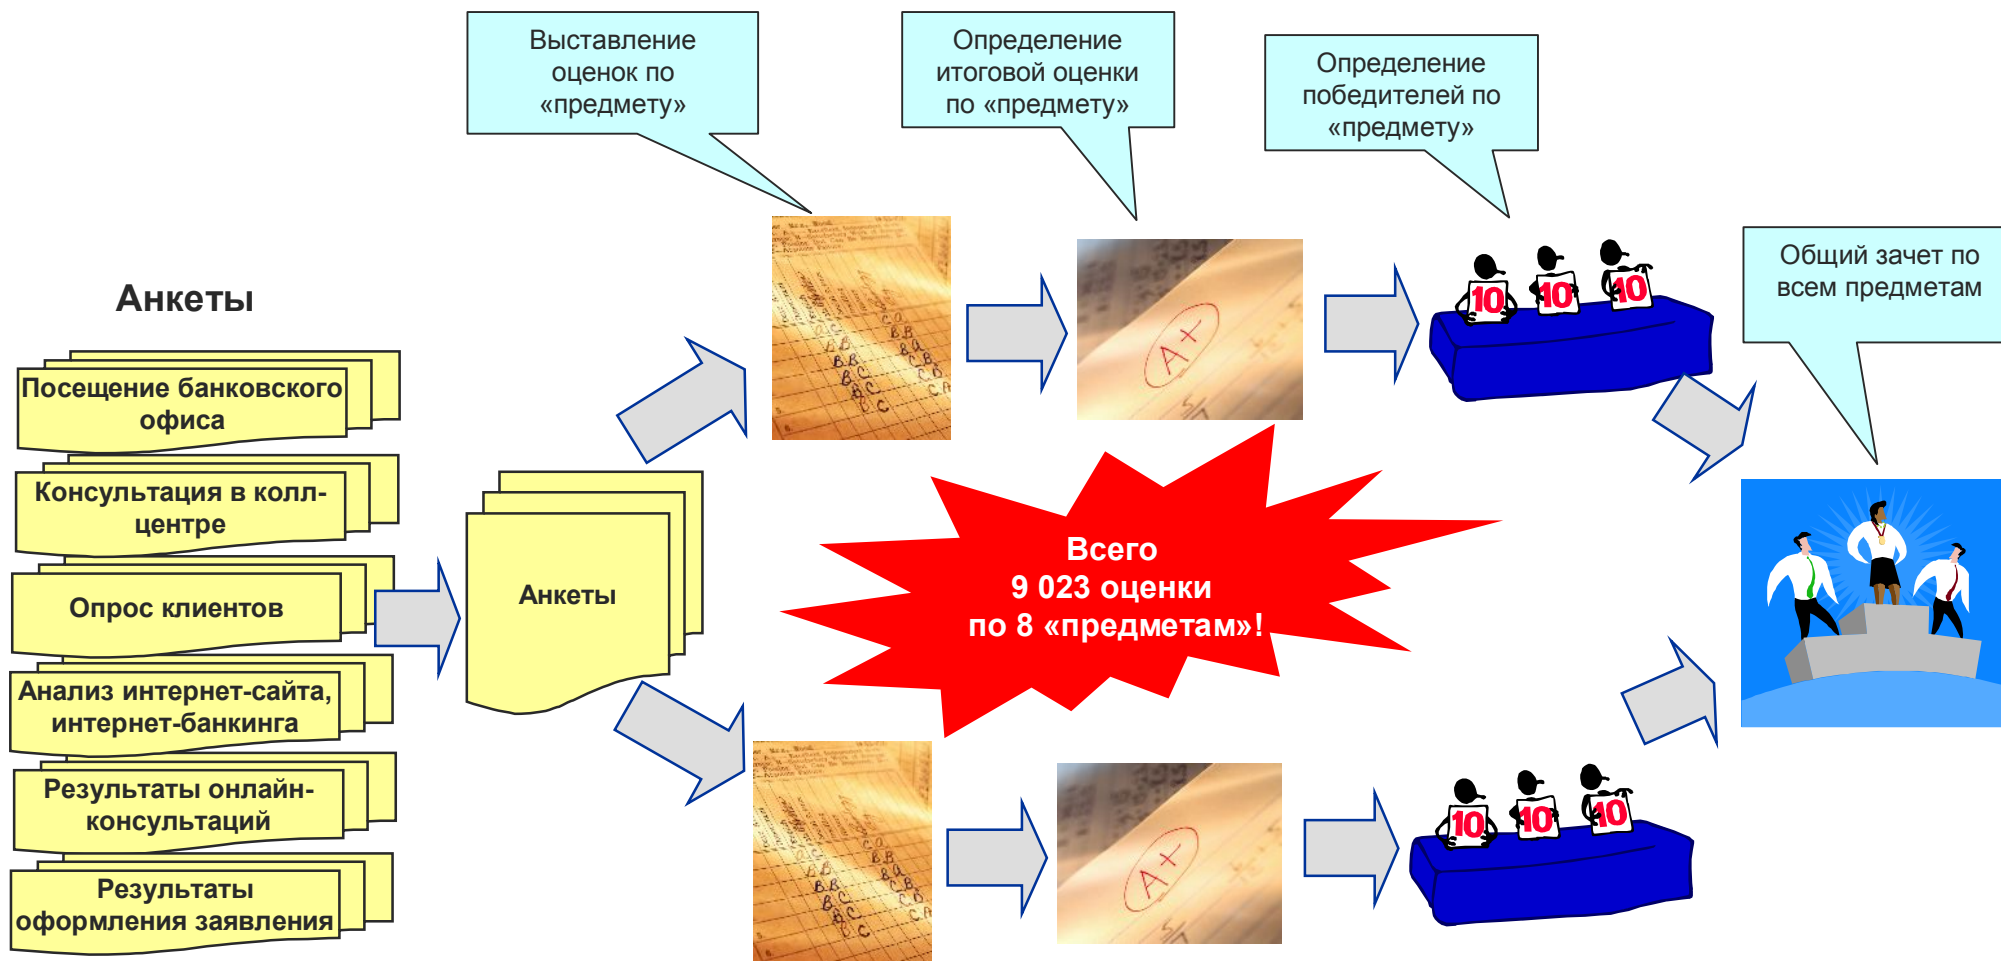 Выставление
оценок по
«предмету»
Определение
итоговой оценки
по «предмету»
Определение
победителей по
«предмету»
Общий зачет по
всем предметам
Анкеты
Посещение банковского
офиса
Консультация в колл-
центре
Опрос клиентов
Анализ интернет-сайта,
интернет-банкинга
Результаты онлайн-
консультаций
Результаты
оформления заявления
Анкеты
A+
10 10 10
Всего
9 023 оценки
по 8 «предметам»!
A+
10 10 10